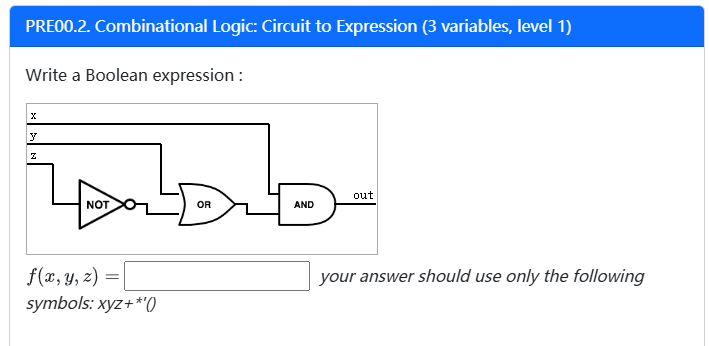 PRE00.2. Combinational Logic: Circuit to Expression (3 variables, level 1)
Write a Boolean expression :
x
y
z
NOT
OR
AND
out
f(x, y, z) = your answer should use only the following
symbols: xyz+*'()